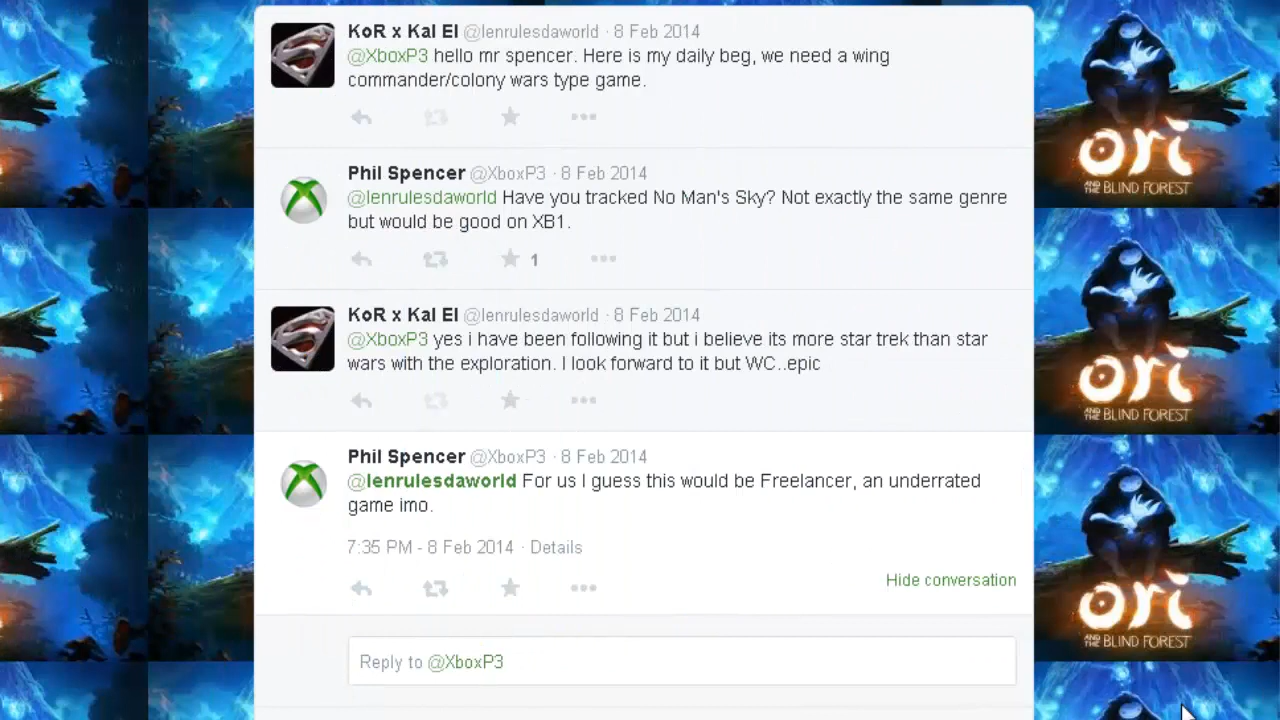 KoR x Kal El @lenrulesdaworld · 8 Feb 2014
@XboxP3 hello mr spencer. Here is my daily beg, we need a wing
commander/colony wars type game.
Phil Spencer @XboxP3 · 8 Feb 2014
@lenrulesdaworld Have you tracked No Man's Sky? Not exactly the same genre
but would be good on XB1.
1
KoR x Kal El @lenrulesdaworld · 8 Feb 2014
@XboxP3 yes i have been following it but i believe its more star trek than star
wars with the exploration. I look forward to it but WC..epic
Phil Spencer @XboxP3 · 8 Feb 2014
@lenrulesdaworld For us I guess this would be Freelancer, an underrated
game imo.
7:35 PM - 8 Feb 2014 · Details
Hide conversation
Reply to @XboxP3
ori
AND THE BLIND FOREST
ori
AND THE BLIND FOREST
ori
AND THE BLIND FOREST